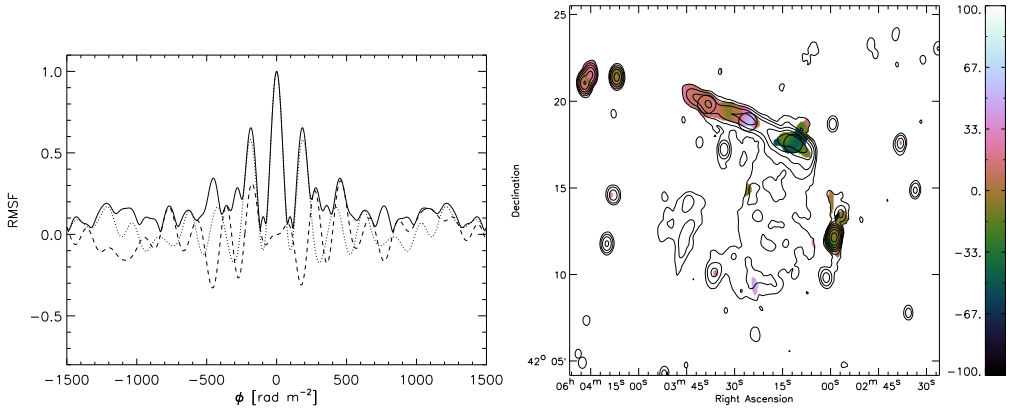 1.0
0.5
0.0
−0.5
RMSF
−1500 −1000 −500 0 500 1000 1500
φ [rad m⁻²]
25
20
15
10
42° 05'
Declination
06ʰ 04ᵐ 15ˢ 00ˢ 03ᵐ 45ˢ 30ˢ 15ˢ 00ˢ 02ᵐ 45ˢ 30ˢ
Right Ascension
100.
67.
33.
0.
−33.
−67.
−100.